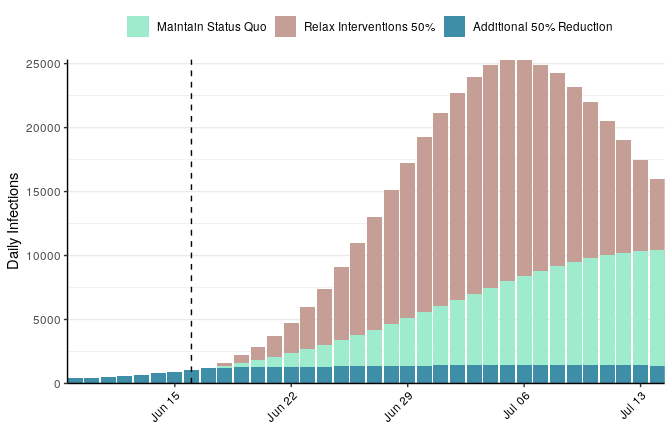 Maintain Status Quo Relax Interventions 50% Additional 50% Reduction
Daily Infections
25000
20000
15000
10000
5000
0
Jun 15 Jun 22 Jun 29 Jul 06 Jul 13